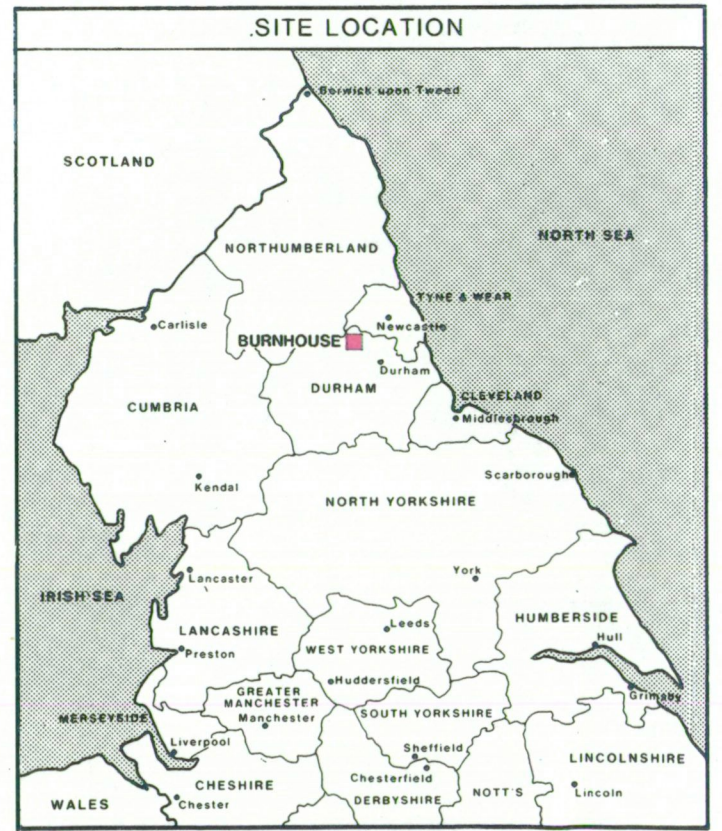 .SITE LOCATION
Berwick upon Tweed
SCOTLAND
NORTH SEA
NORTHUMBERLAND
TYNE & WEAR
Carlisle
Newcastle
BURNHOUSE
Durham
DURHAM
CLEVELAND
CUMBRIA
Middlesbrough
Scarborough
Kendal
NORTH YORKSHIRE
York
Lancaster
IRISH SEA
HUMBERSIDE
Leeds
LANCASHIRE
Hull
WEST YORKSHIRE
Preston
Huddersfield
Grimsby
GREATER
MANCHESTER
Manchester
SOUTH YORKSHIRE
MERSEYSIDE
Liverpool
Sheffield
LINCOLNSHIRE
Chesterfield
CHESHIRE
NOTT'S
Lincoln
DERBYSHIRE
WALES
Chester